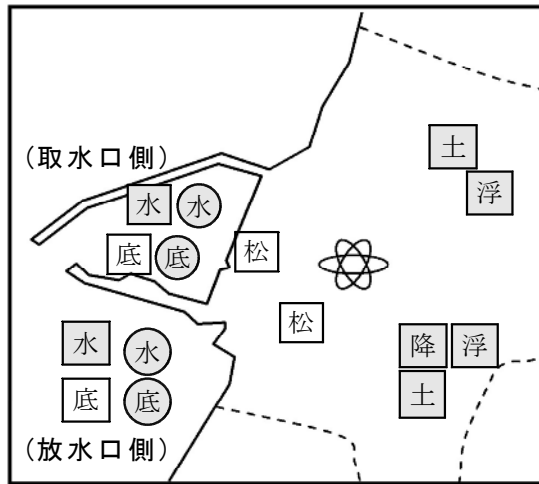 (取水口側)
土
浮
水 水
底 底 松
松
水 水
降 浮
底 底
土
(放水口側)